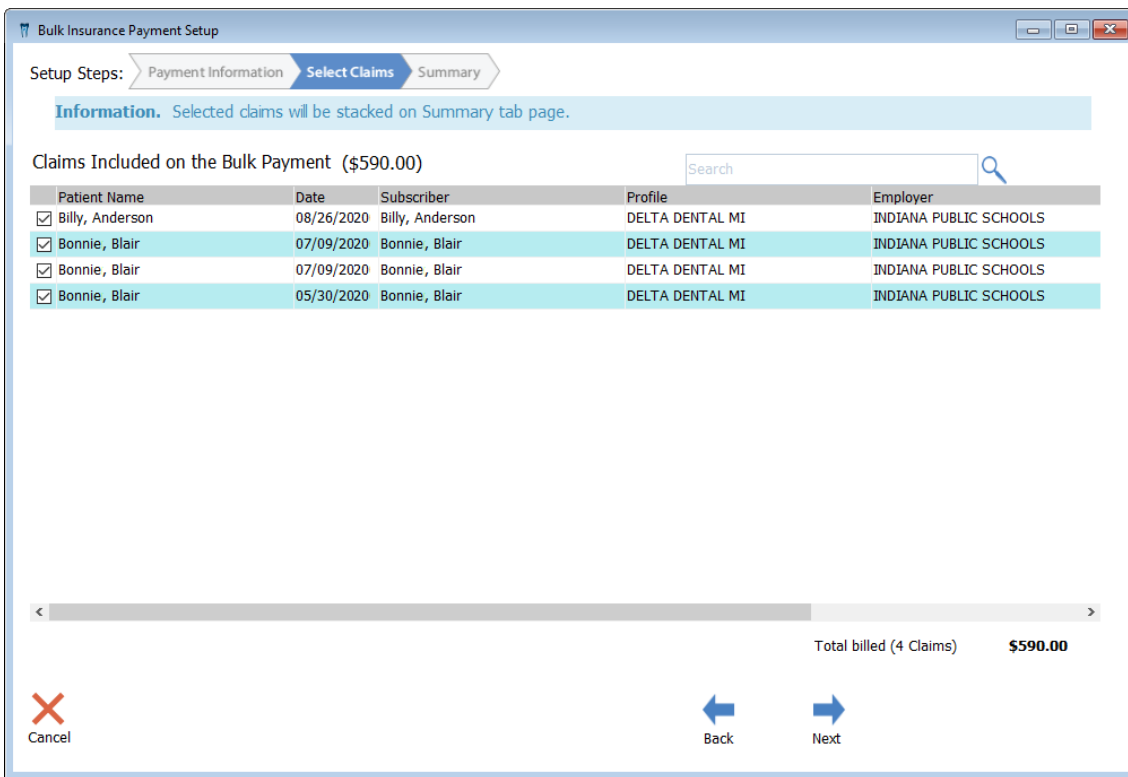 Bulk Insurance Payment Setup
Setup Steps: Payment Information Select Claims Summary
Information. Selected claims will be stacked on Summary tab page.
Claims Included on the Bulk Payment ($590.00) Search
Patient Name Date Subscriber Profile Employer
Billy, Anderson 08/26/2020 Billy, Anderson DELTA DENTAL MI INDIANA PUBLIC SCHOOLS
Bonnie, Blair 07/09/2020 Bonnie, Blair DELTA DENTAL MI INDIANA PUBLIC SCHOOLS
Bonnie, Blair 07/09/2020 Bonnie, Blair DELTA DENTAL MI INDIANA PUBLIC SCHOOLS
Bonnie, Blair 05/30/2020 Bonnie, Blair DELTA DENTAL MI INDIANA PUBLIC SCHOOLS
Total billed (4 Claims) $590.00
Cancel Back Next